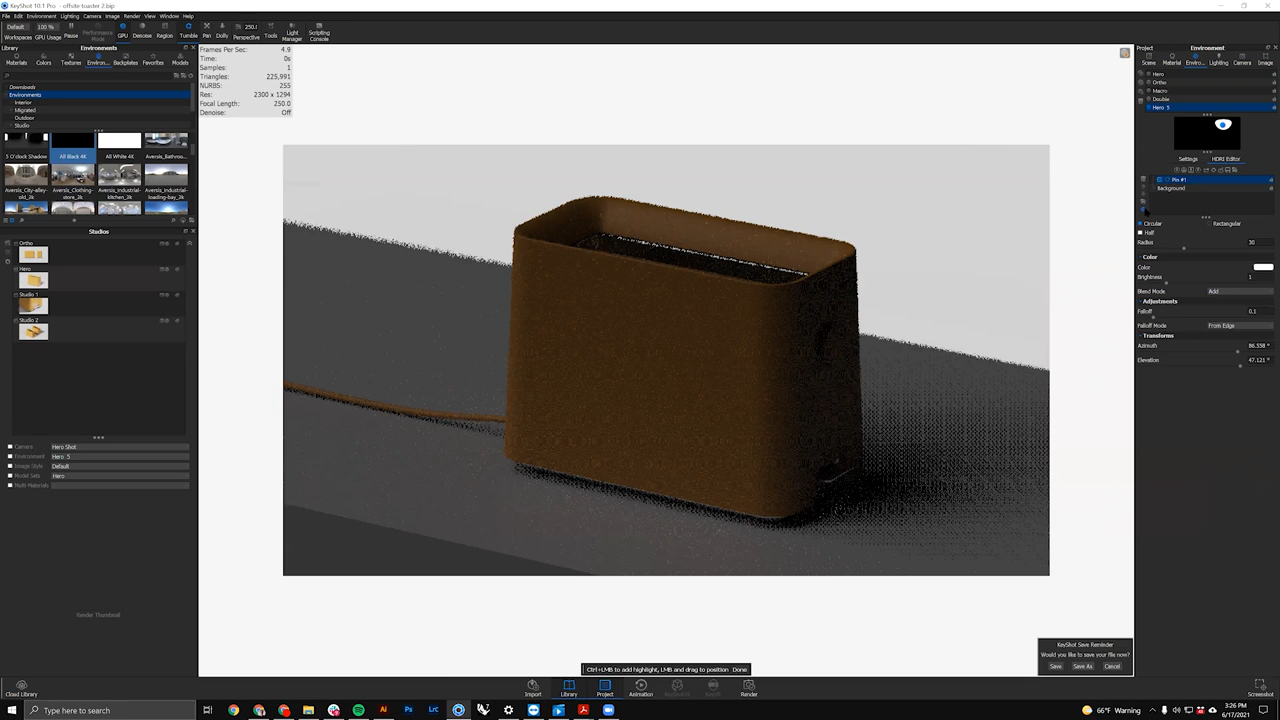 KeyShot 10.1 Pro - offsite toaster 2.bip
File Edit Environment Lighting Camera Image Render View Window Help
Default 100 % 250.
Workspaces GPU Usage Pause Performance Mode GPU Denoise Region Tumble Pan Dolly Perspective Tools Light Manager Scripting Console
Library Environments
Materials Colors Textures Environ... Backplates Favorites Models
Downloads
Environments
Interior
Migrated
Outdoor
Studio
5 O'clock Shadow All Black 4K All White 4K Aversis_Bathroo...
Aversis_City-alley-old_3k Aversis_Clothing-store_3k Aversis_Industrial-kitchen_3k Aversis_Industrial-loading-bay_3k
Studios
Ortho
Hero
Studio 1
Studio 2
Camera Hero Shot
Environment Hero 5
Image Style Default
Model Sets Hero
Multi-Materials
Render Thumbnail
Cloud Library
Frames Per Sec: 4.9
Time: 0s
Samples: 1
Triangles: 225,991
NURBS: 255
Res: 2300 x 1294
Focal Length: 250.0
Denoise: Off
Ctrl+LMB to add highlight, LMB and drag to position Done
Import Library Project Animation Render
Project Environment
Scene Material Enviro... Lighting Camera Image
Hero
Ortho
Macro
Double
Hero 5
Settings HDRI Editor
Pin #1
Background
Circular Rectangular
Half
Radius 30
Color
Color
Brightness 1
Blend Mode Add
Adjustments
Falloff 0.1
Falloff Mode From Edge
Transforms
Azimuth 86.558 °
Elevation 47.121 °
KeyShot Save Reminder
Would you like to save your file now?
Save Save As Cancel
Screenshot
Type here to search
66°F Warning
3:26 PM
6/17/2021